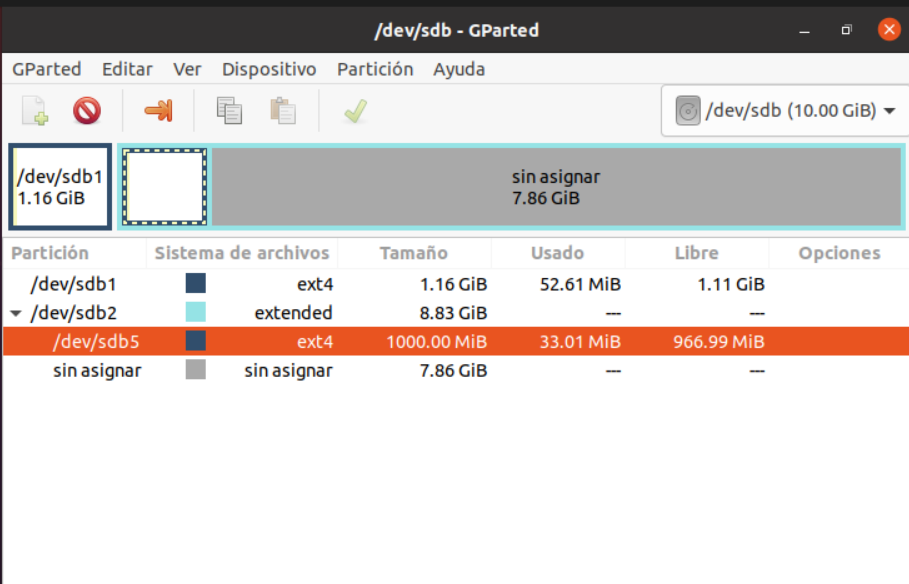 /dev/sdb - GParted
GParted Editar Ver Dispositivo Partición Ayuda
/dev/sdb (10.00 GiB)
/dev/sdb1
1.16 GiB
sin asignar
7.86 GiB
Partición Sistema de archivos Tamaño Usado Libre Opciones
/dev/sdb1 ext4 1.16 GiB 52.61 MiB 1.11 GiB
/dev/sdb2 extended 8.83 GiB --- ---
/dev/sdb5 ext4 1000.00 MiB 33.01 MiB 966.99 MiB
sin asignar sin asignar 7.86 GiB --- ---